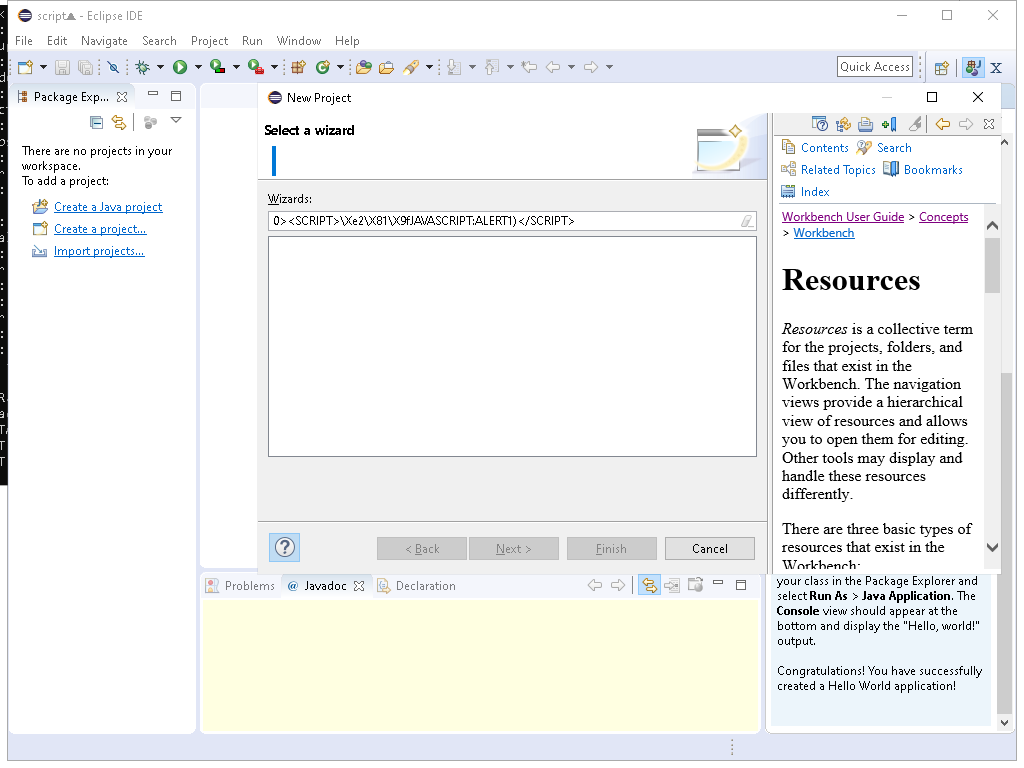 script▲ - Eclipse IDE
File Edit Navigate Search Project Run Window Help
Quick Access
Package Exp...
There are no projects in your
workspace.
To add a project:
Create a Java project
Create a project...
Import projects...
New Project
Select a wizard
Wizards:
0><SCRIPT>\Xe2\X81\X9fJAVASCRIPT:ALERT1)</SCRIPT>
< Back Next > Finish Cancel
Contents Search
Related Topics Bookmarks
Index
Workbench User Guide > Concepts
> Workbench
Resources
Resources is a collective term
for the projects, folders, and
files that exist in the
Workbench. The navigation
views provide a hierarchical
view of resources and allows
you to open them for editing.
Other tools may display and
handle these resources
differently.
There are three basic types of
resources that exist in the
Workbench:
Problems @ Javadoc Declaration
your class in the Package Explorer and
select Run As > Java Application. The
Console view should appear at the
bottom and display the "Hello, world!"
output.
Congratulations! You have successfully
created a Hello World application!